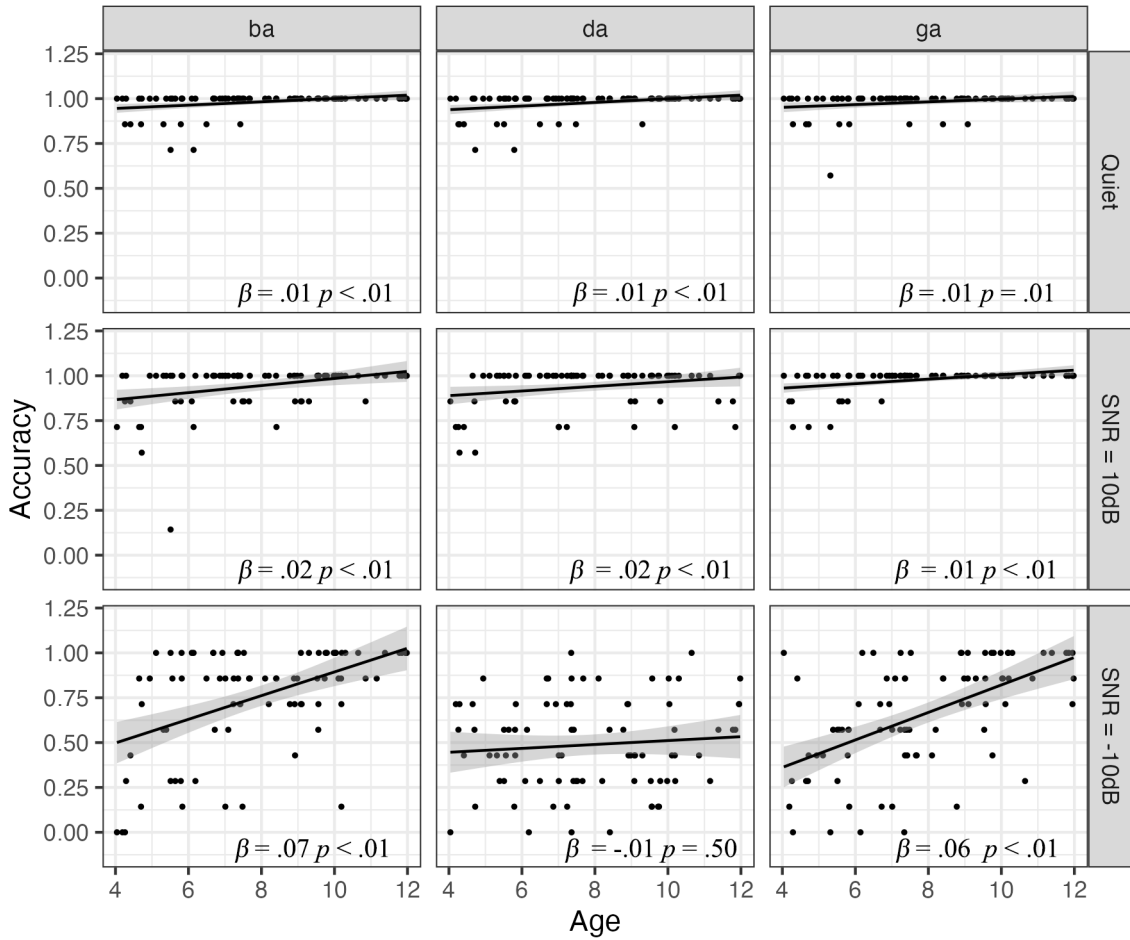 ba da ga
1.25
1.00
0.75
0.50
0.25
0.00
β = .01 p < .01 β = .01 p < .01 β = .01 p = .01
Quiet
1.25
1.00
0.75
0.50
0.25
0.00
β = .02 p < .01 β = .02 p < .01 β = .01 p < .01
SNR = 10dB
1.25
1.00
0.75
0.50
0.25
0.00
β = .07 p < .01 β = -.01 p = .50 β = .06 p < .01
SNR = -10dB
Accuracy
4 6 8 10 12 4 6 8 10 12 4 6 8 10 12
Age